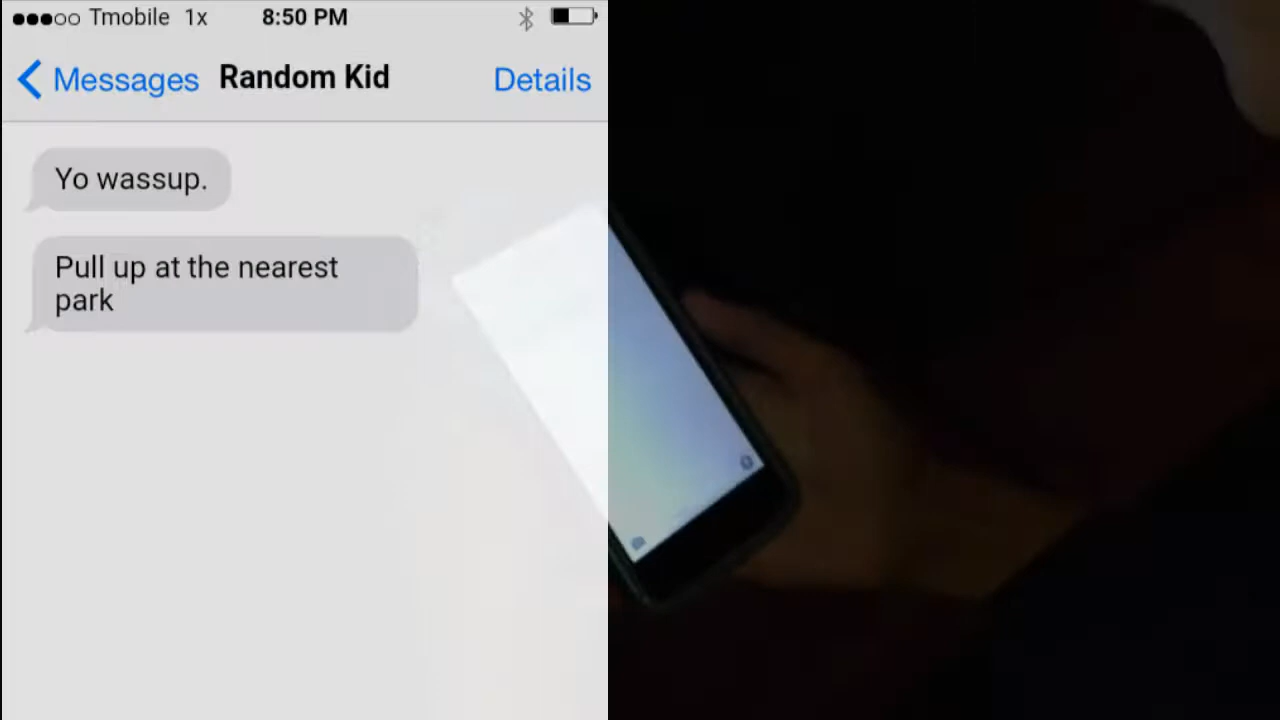 Tmobile 1x 8:50 PM
Messages Random Kid Details
Yo wassup.
Pull up at the nearest
park